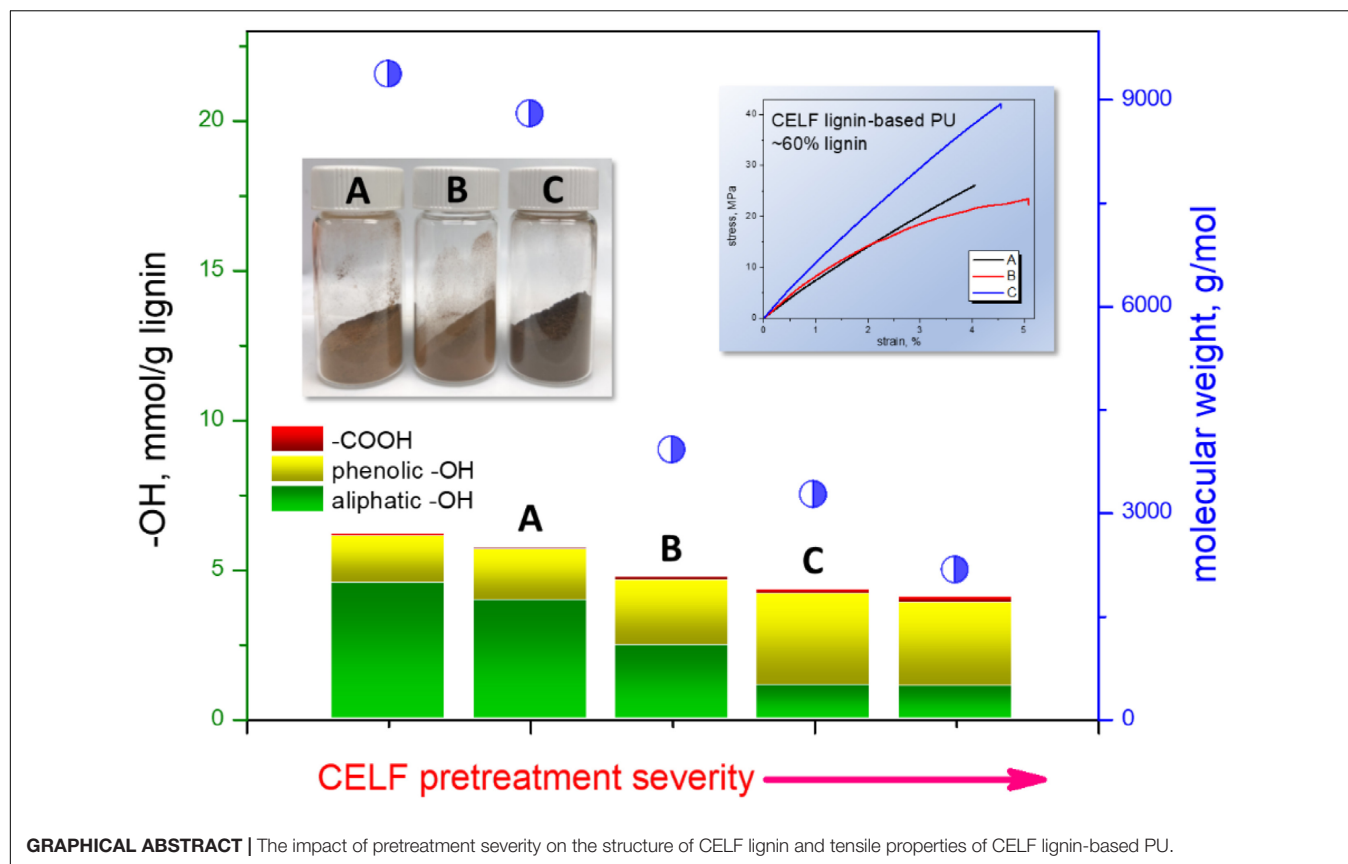 -OH, mmol/g lignin
20
15
10
5
0
A B C
-COOH
phenolic -OH
aliphatic -OH
CELF lignin-based PU
~60% lignin
stress, MPa
40
30
20
10
0
0 1 2 3 4 5
strain, %
A
B
C
A
B
C
9000
6000
3000
0
molecular weight, g/mol
CELF pretreatment severity
GRAPHICAL ABSTRACT | The impact of pretreatment severity on the structure of CELF lignin and tensile properties of CELF lignin-based PU.